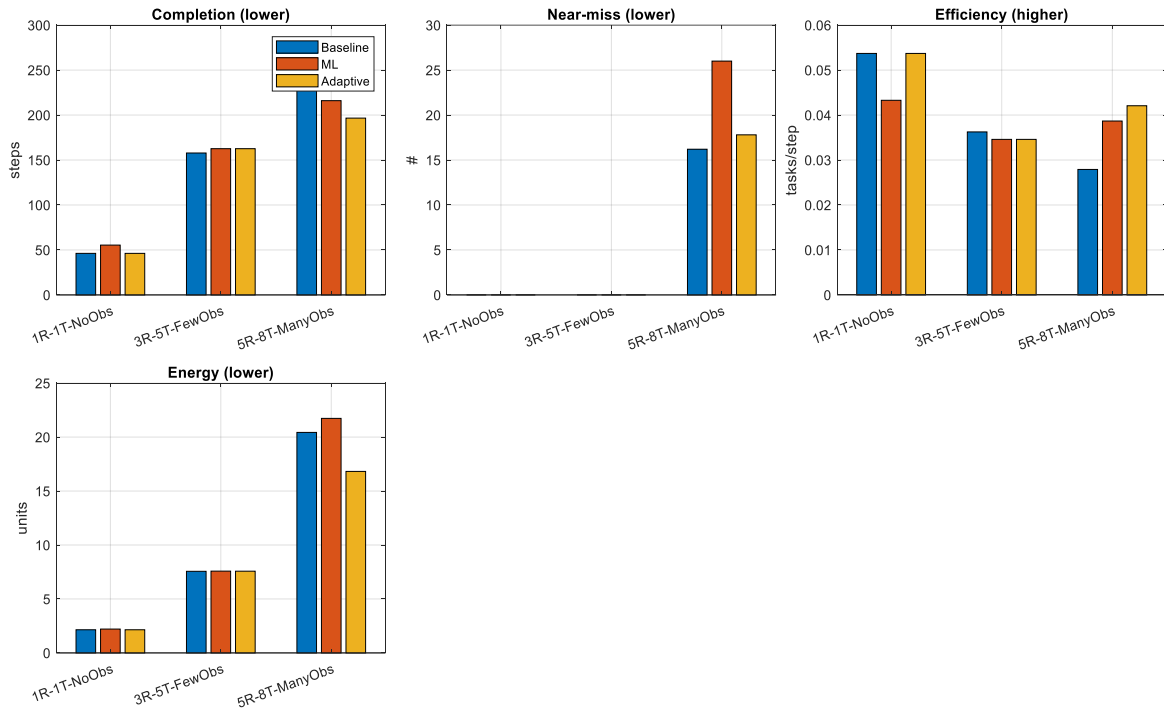 Completion (lower)
300
250
200
150
100
50
0
steps
Baseline
ML
Adaptive
1R-1T-NoObs
3R-5T-FewObs
5R-8T-ManyObs
Near-miss (lower)
30
25
20
15
10
5
0
#
1R-1T-NoObs
3R-5T-FewObs
5R-8T-ManyObs
Efficiency (higher)
0.06
0.05
0.04
0.03
0.02
0.01
0
tasks/step
1R-1T-NoObs
3R-5T-FewObs
5R-8T-ManyObs
Energy (lower)
25
20
15
10
5
0
units
1R-1T-NoObs
3R-5T-FewObs
5R-8T-ManyObs